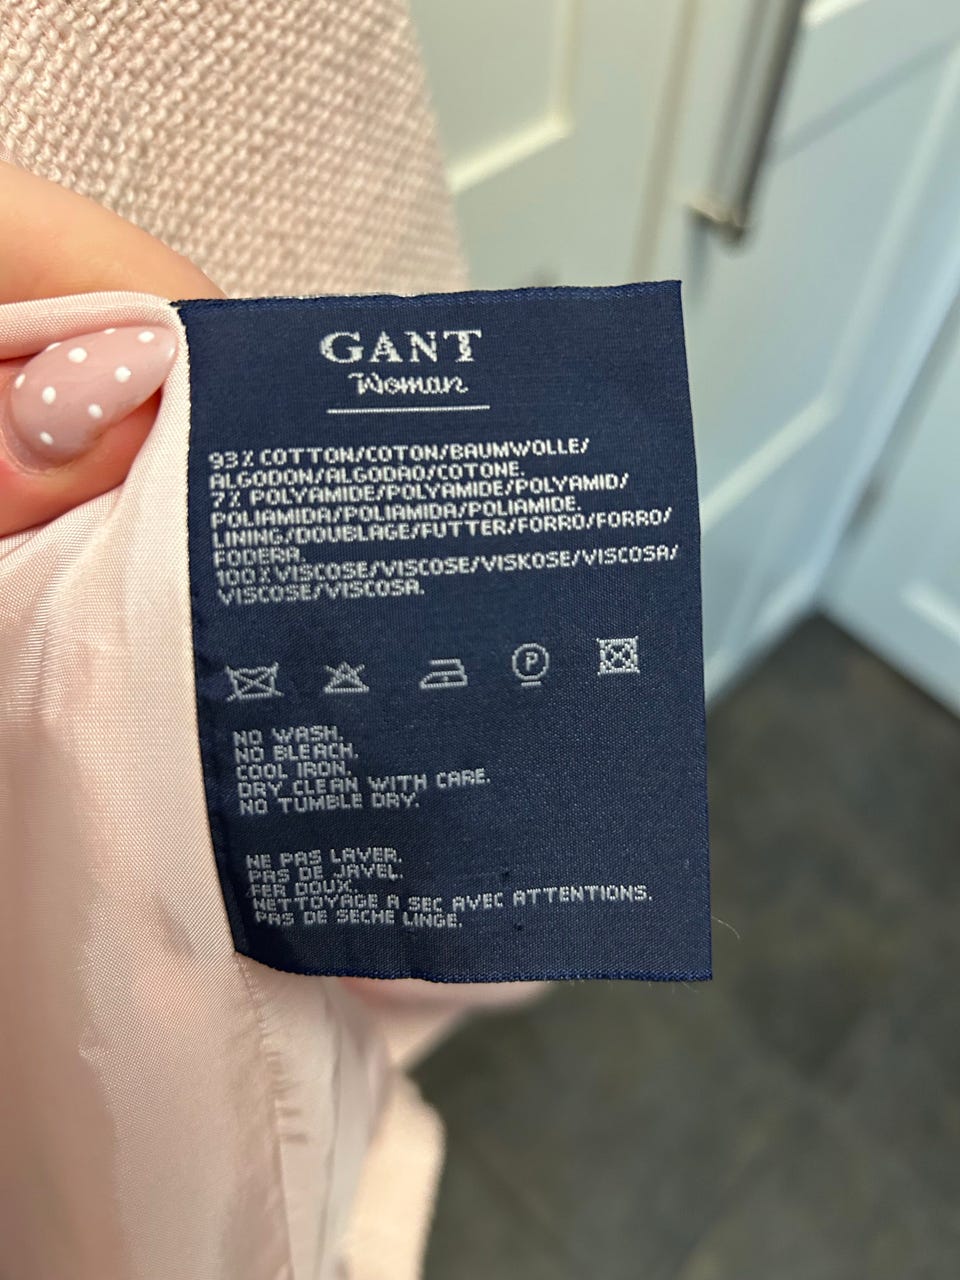 GANT
Woman
93% COTTON/COTON/BAUMWOLLE/
ALGODON/ALGODAO/COTONE.
7% POLYAMIDE/POLYAMIDE/POLYAMID/
POLIAMIDA/POLIAMIDA/POLIAMIDE.
LINING/DOUBLAGE/FUTTER/FORRO/FORRO/
FODERA.
100%VISCOSE/VISCOSE/VISKOSE/VISCOSA/
VISCOSE/VISCOSA.
P
NO WASH.
NO BLEACH.
COOL IRON.
DRY CLEAN WITH CARE.
NO TUMBLE DRY.
NE PAS LAVER.
PAS DE JAVEL.
FER DOUX.
NETTOYAGE A SEC AVEC ATTENTIONS.
PAS DE SECHE LINGE.